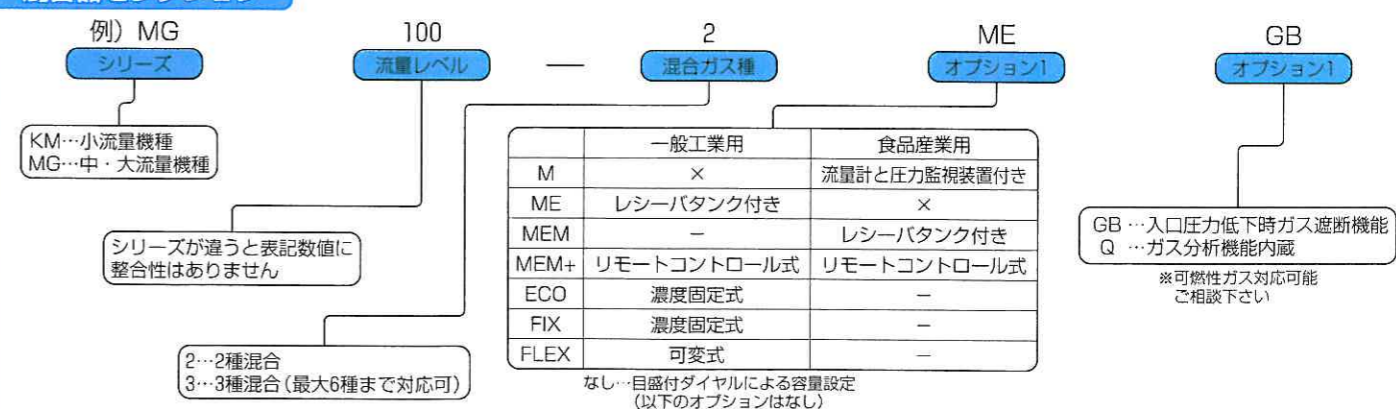 例）MG 100 2 ME GB
シリーズ 流量レベル — 混合ガス種 オプション1 オプション1
KM…小流量機種
MG…中・大流量機種
シリーズが違うと表記数値に
整合性はありません
2…2種混合
3…3種混合（最大6種まで対応可）
一般工業用 食品産業用
M × 流量計と圧力監視装置付き
ME レシーバタンク付き ×
MEM － レシーバタンク付き
MEM+ リモートコントロール式 リモートコントロール式
ECO 濃度固定式 －
FIX 濃度固定式 －
FLEX 可変式 －
なし…目盛付ダイヤルによる容量設定
（以下のオプションはなし）
GB …入口圧力低下時ガス遮断機能
Q …ガス分析機能内蔵
※可燃性ガス対応可能
ご相談下さい